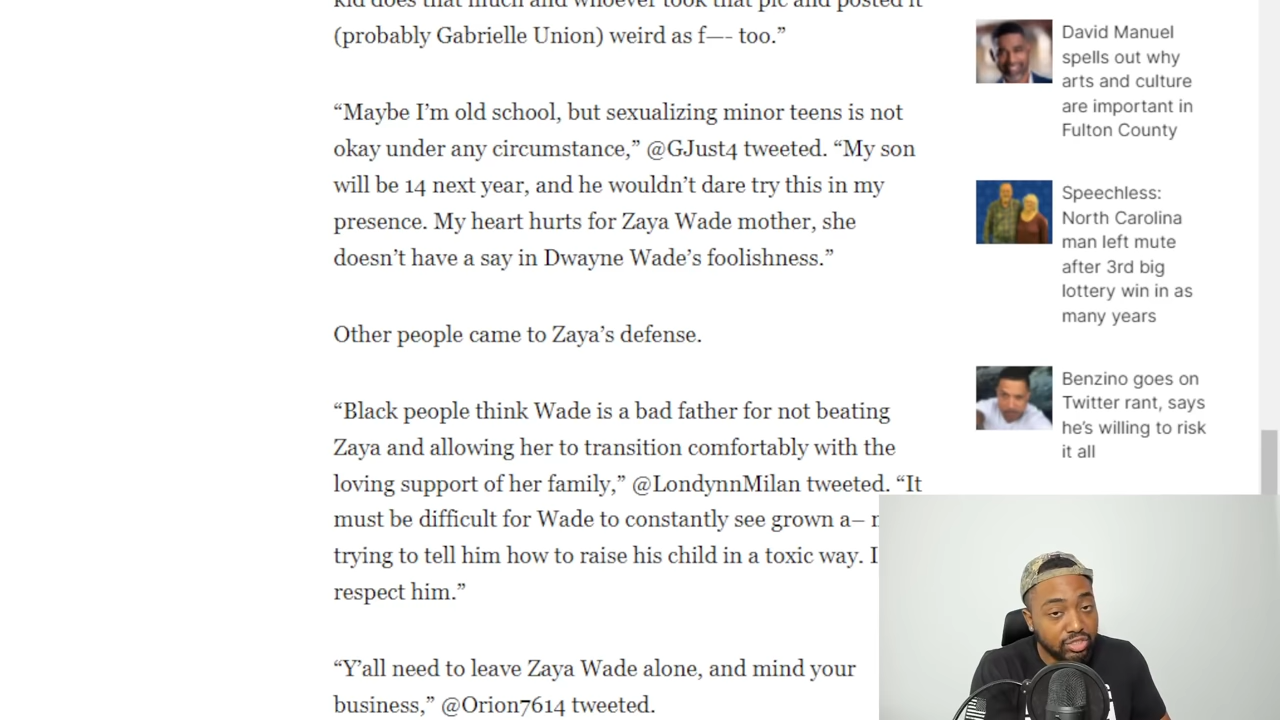 kid does that much and whoever took that pic and posted it
(probably Gabrielle Union) weird as f—- too.”
“Maybe I’m old school, but sexualizing minor teens is not
okay under any circumstance,” @GJust4 tweeted. “My son
will be 14 next year, and he wouldn’t dare try this in my
presence. My heart hurts for Zaya Wade mother, she
doesn’t have a say in Dwayne Wade’s foolishness.”
Other people came to Zaya’s defense.
“Black people think Wade is a bad father for not beating
Zaya and allowing her to transition comfortably with the
loving support of her family,” @LondynnMilan tweeted. “It
must be difficult for Wade to constantly see grown a–
trying to tell him how to raise his child in a toxic way. I
respect him.”
“Y’all need to leave Zaya Wade alone, and mind your
business,” @Orion7614 tweeted.
David Manuel
spells out why
arts and culture
are important in
Fulton County
Speechless:
North Carolina
man left mute
after 3rd big
lottery win in as
many years
Benzino goes on
Twitter rant, says
he’s willing to risk
it all